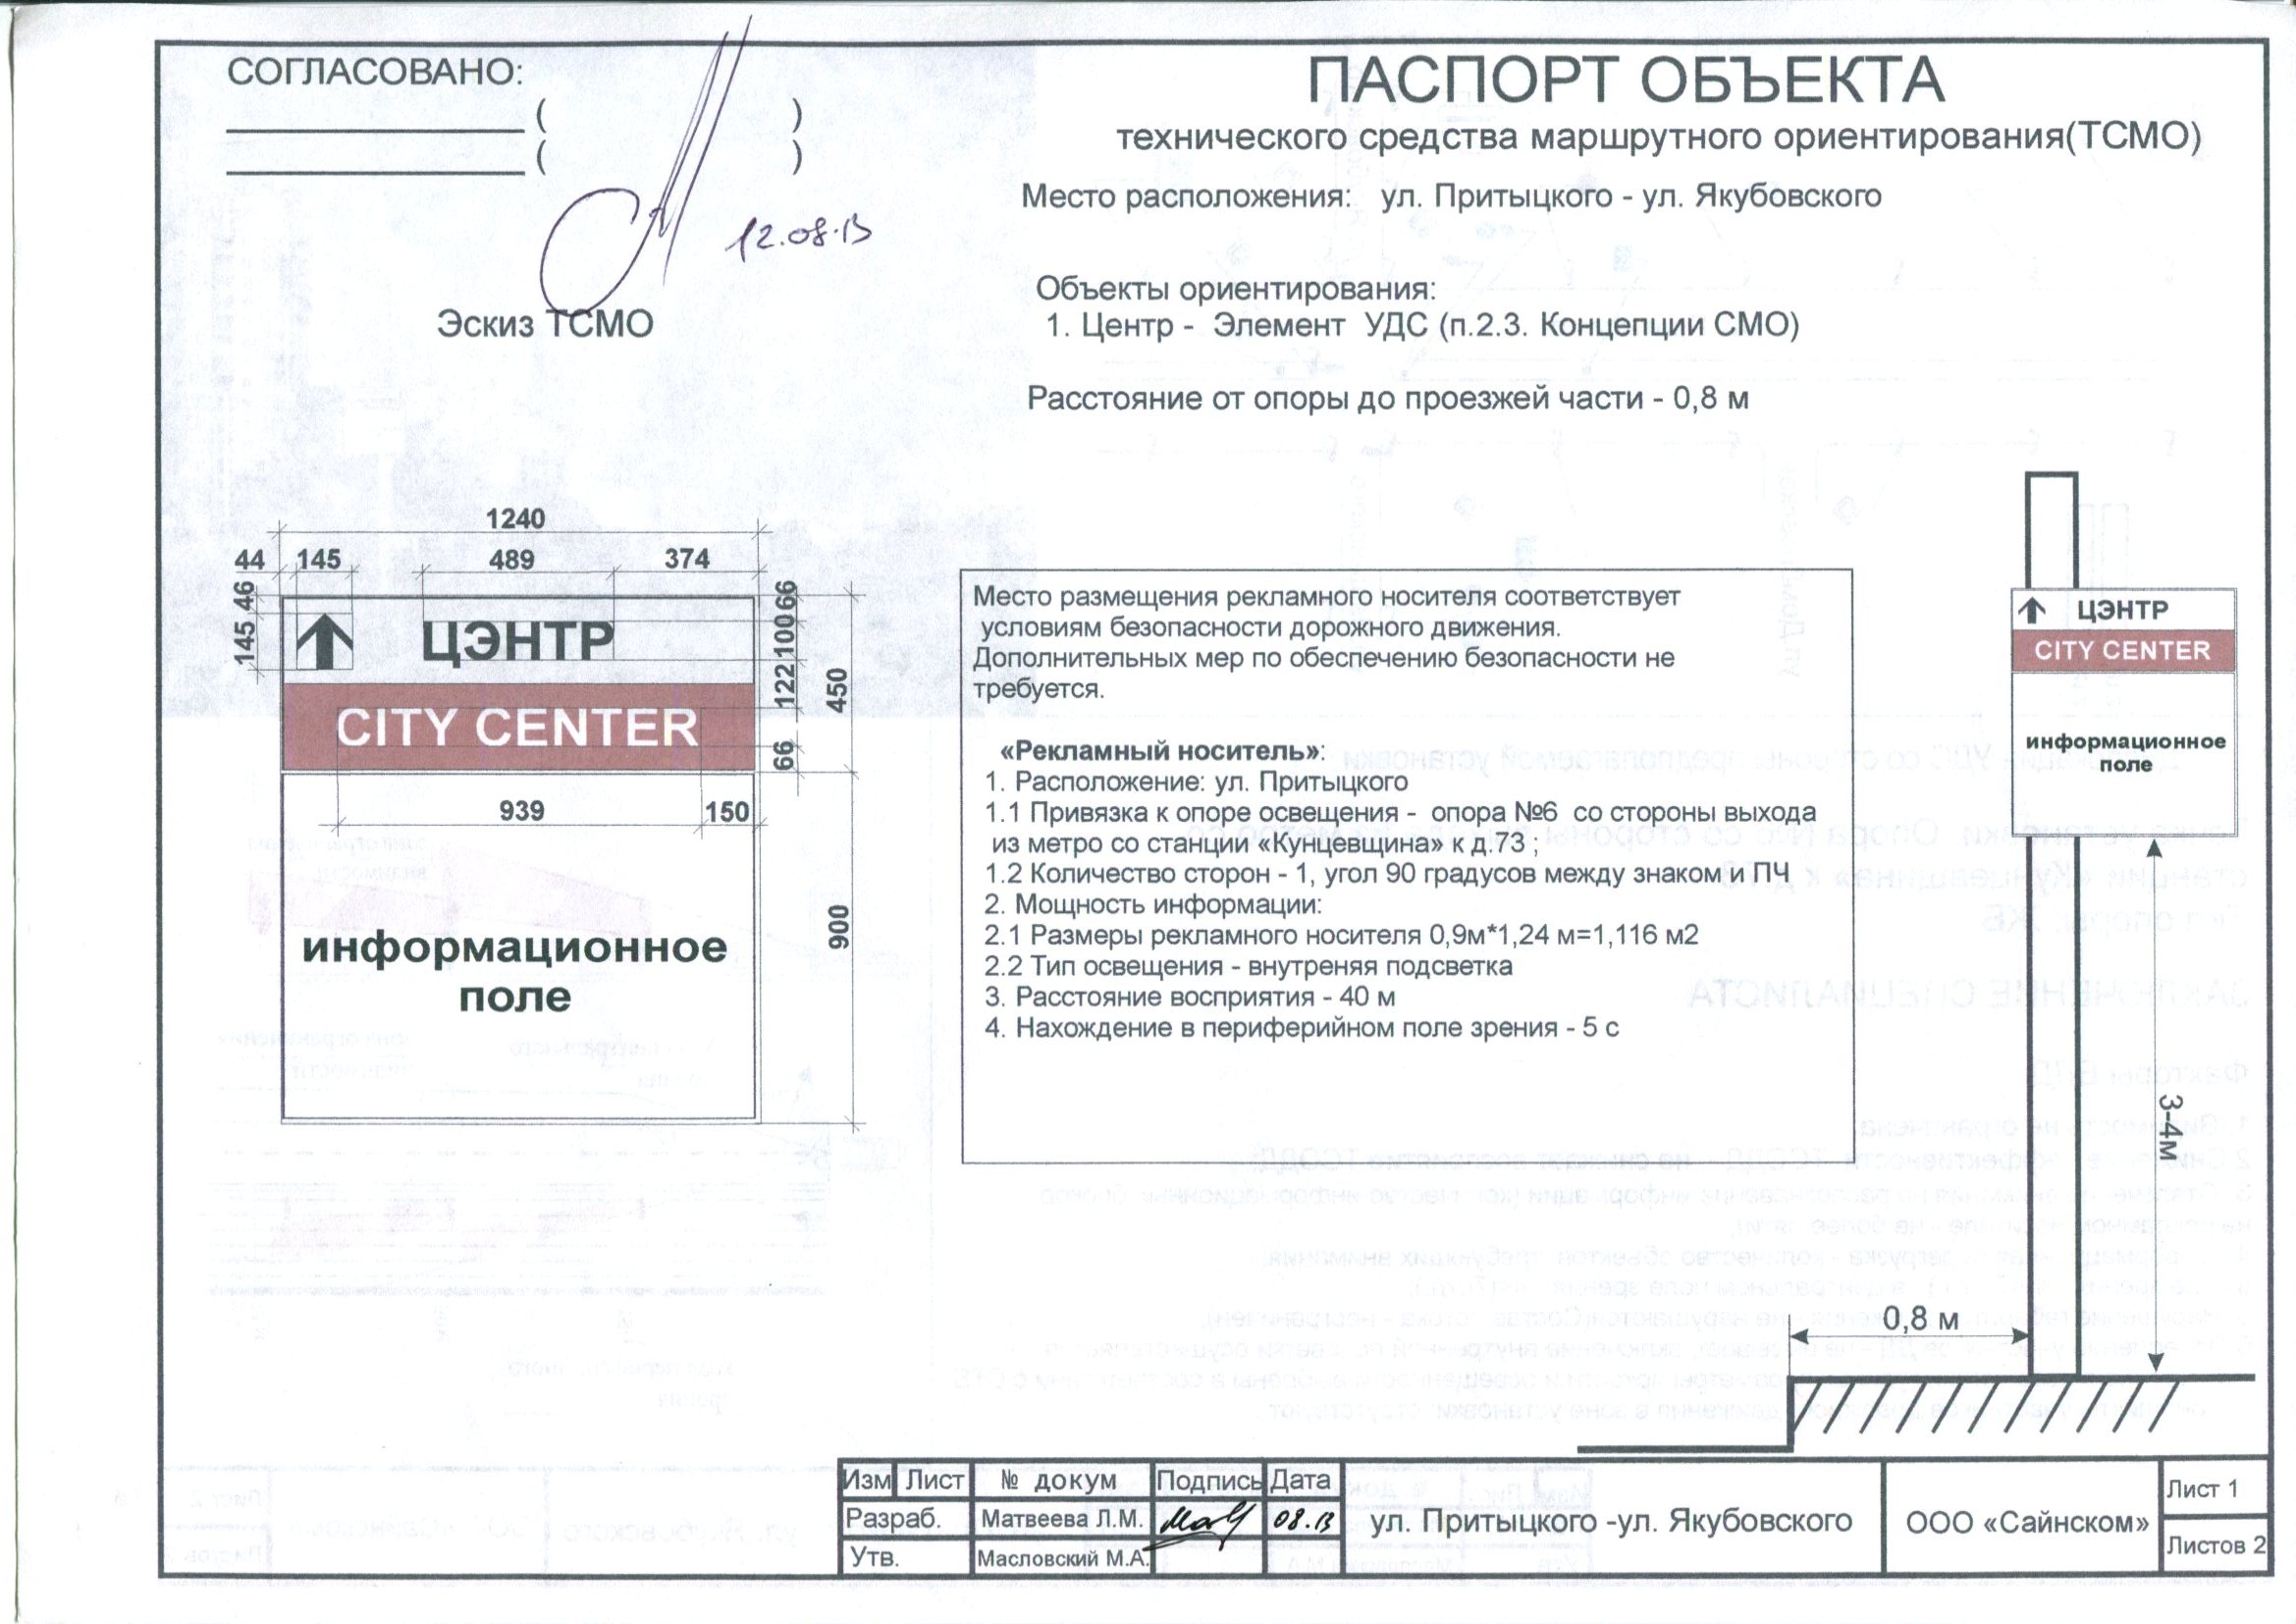 СОГЛАСОВАНО:
( )
( )
12.08.13
Эскиз ТСМО
ПАСПОРТ ОБЪЕКТА
технического средства маршрутного ориентирования(ТСМО)
Место расположения: ул. Притыцкого - ул. Якубовского
Объекты ориентирования:
1. Центр - Элемент УДС (п.2.3. Концепции СМО)
Расстояние от опоры до проезжей части - 0,8 м
1240
44 145 489 374
46
145
66
100
122
66
450
900
ЦЭНТР
CITY CENTER
939 150
информационное
поле
Место размещения рекламного носителя соответствует
условиям безопасности дорожного движения.
Дополнительных мер по обеспечению безопасности не
требуется.
«Рекламный носитель»:
1. Расположение: ул. Притыцкого
1.1 Привязка к опоре освещения - опора №6 со стороны выхода
из метро со станции «Кунцевщина» к д.73 ;
1.2 Количество сторон - 1, угол 90 градусов между знаком и ПЧ
2. Мощность информации:
2.1 Размеры рекламного носителя 0,9м*1,24 м=1,116 м2
2.2 Тип освещения - внутреняя подсветка
3. Расстояние восприятия - 40 м
4. Нахождение в периферийном поле зрения - 5 с
ЦЭНТР
CITY CENTER
информационное
поле
3-4м
0,8 м
Изм Лист № докум Подпись Дата
Разраб. Матвеева Л.М. 08.13
Утв. Масловский М.А.
ул. Притыцкого -ул. Якубовского
ООО «Сайнском»
Лист 1
Листов 2